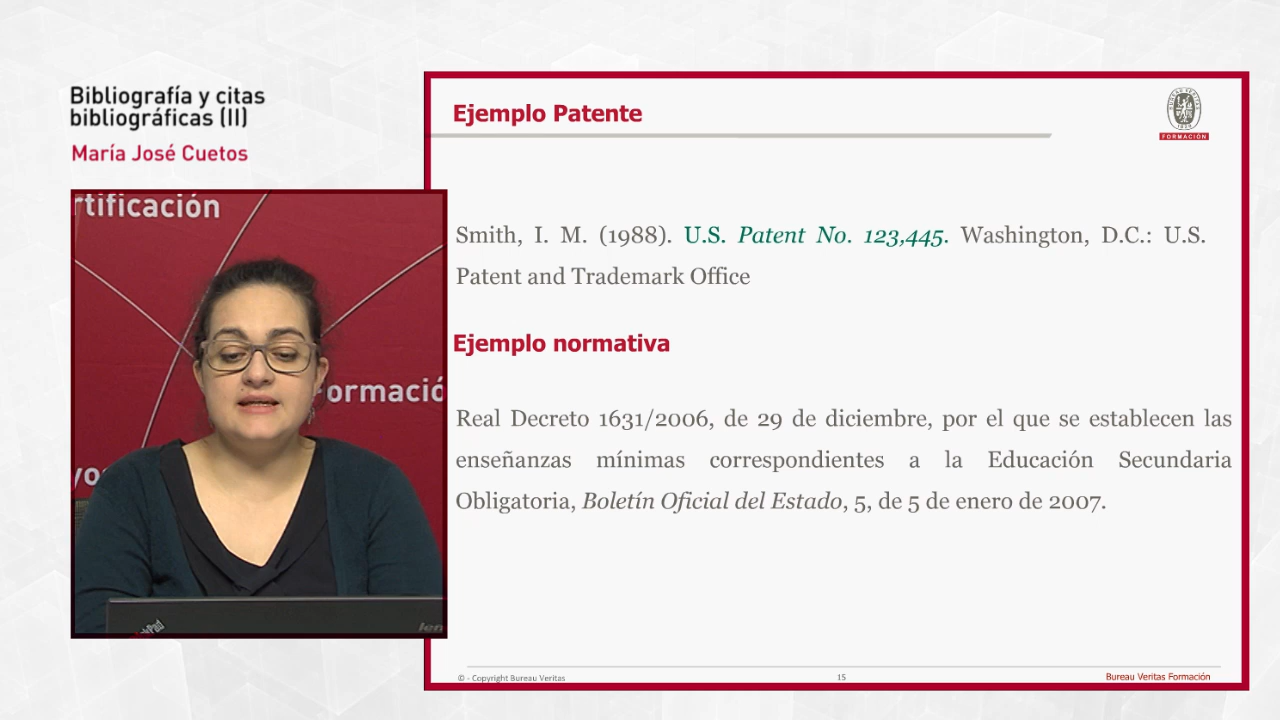 Bibliografía y citas
bibliográficas (II)
María José Cuetos
rtificación
ormació
Ejemplo Patente
BUREAU VERITAS
1828
FORMACIÓN
Smith, I. M. (1988). U.S. Patent No. 123,445. Washington, D.C.: U.S.
Patent and Trademark Office
Ejemplo normativa
Real Decreto 1631/2006, de 29 de diciembre, por el que se establecen las
enseñanzas mínimas correspondientes a la Educación Secundaria
Obligatoria, Boletín Oficial del Estado, 5, de 5 de enero de 2007.
© - Copyright Bureau Veritas
15
Bureau Veritas Formación